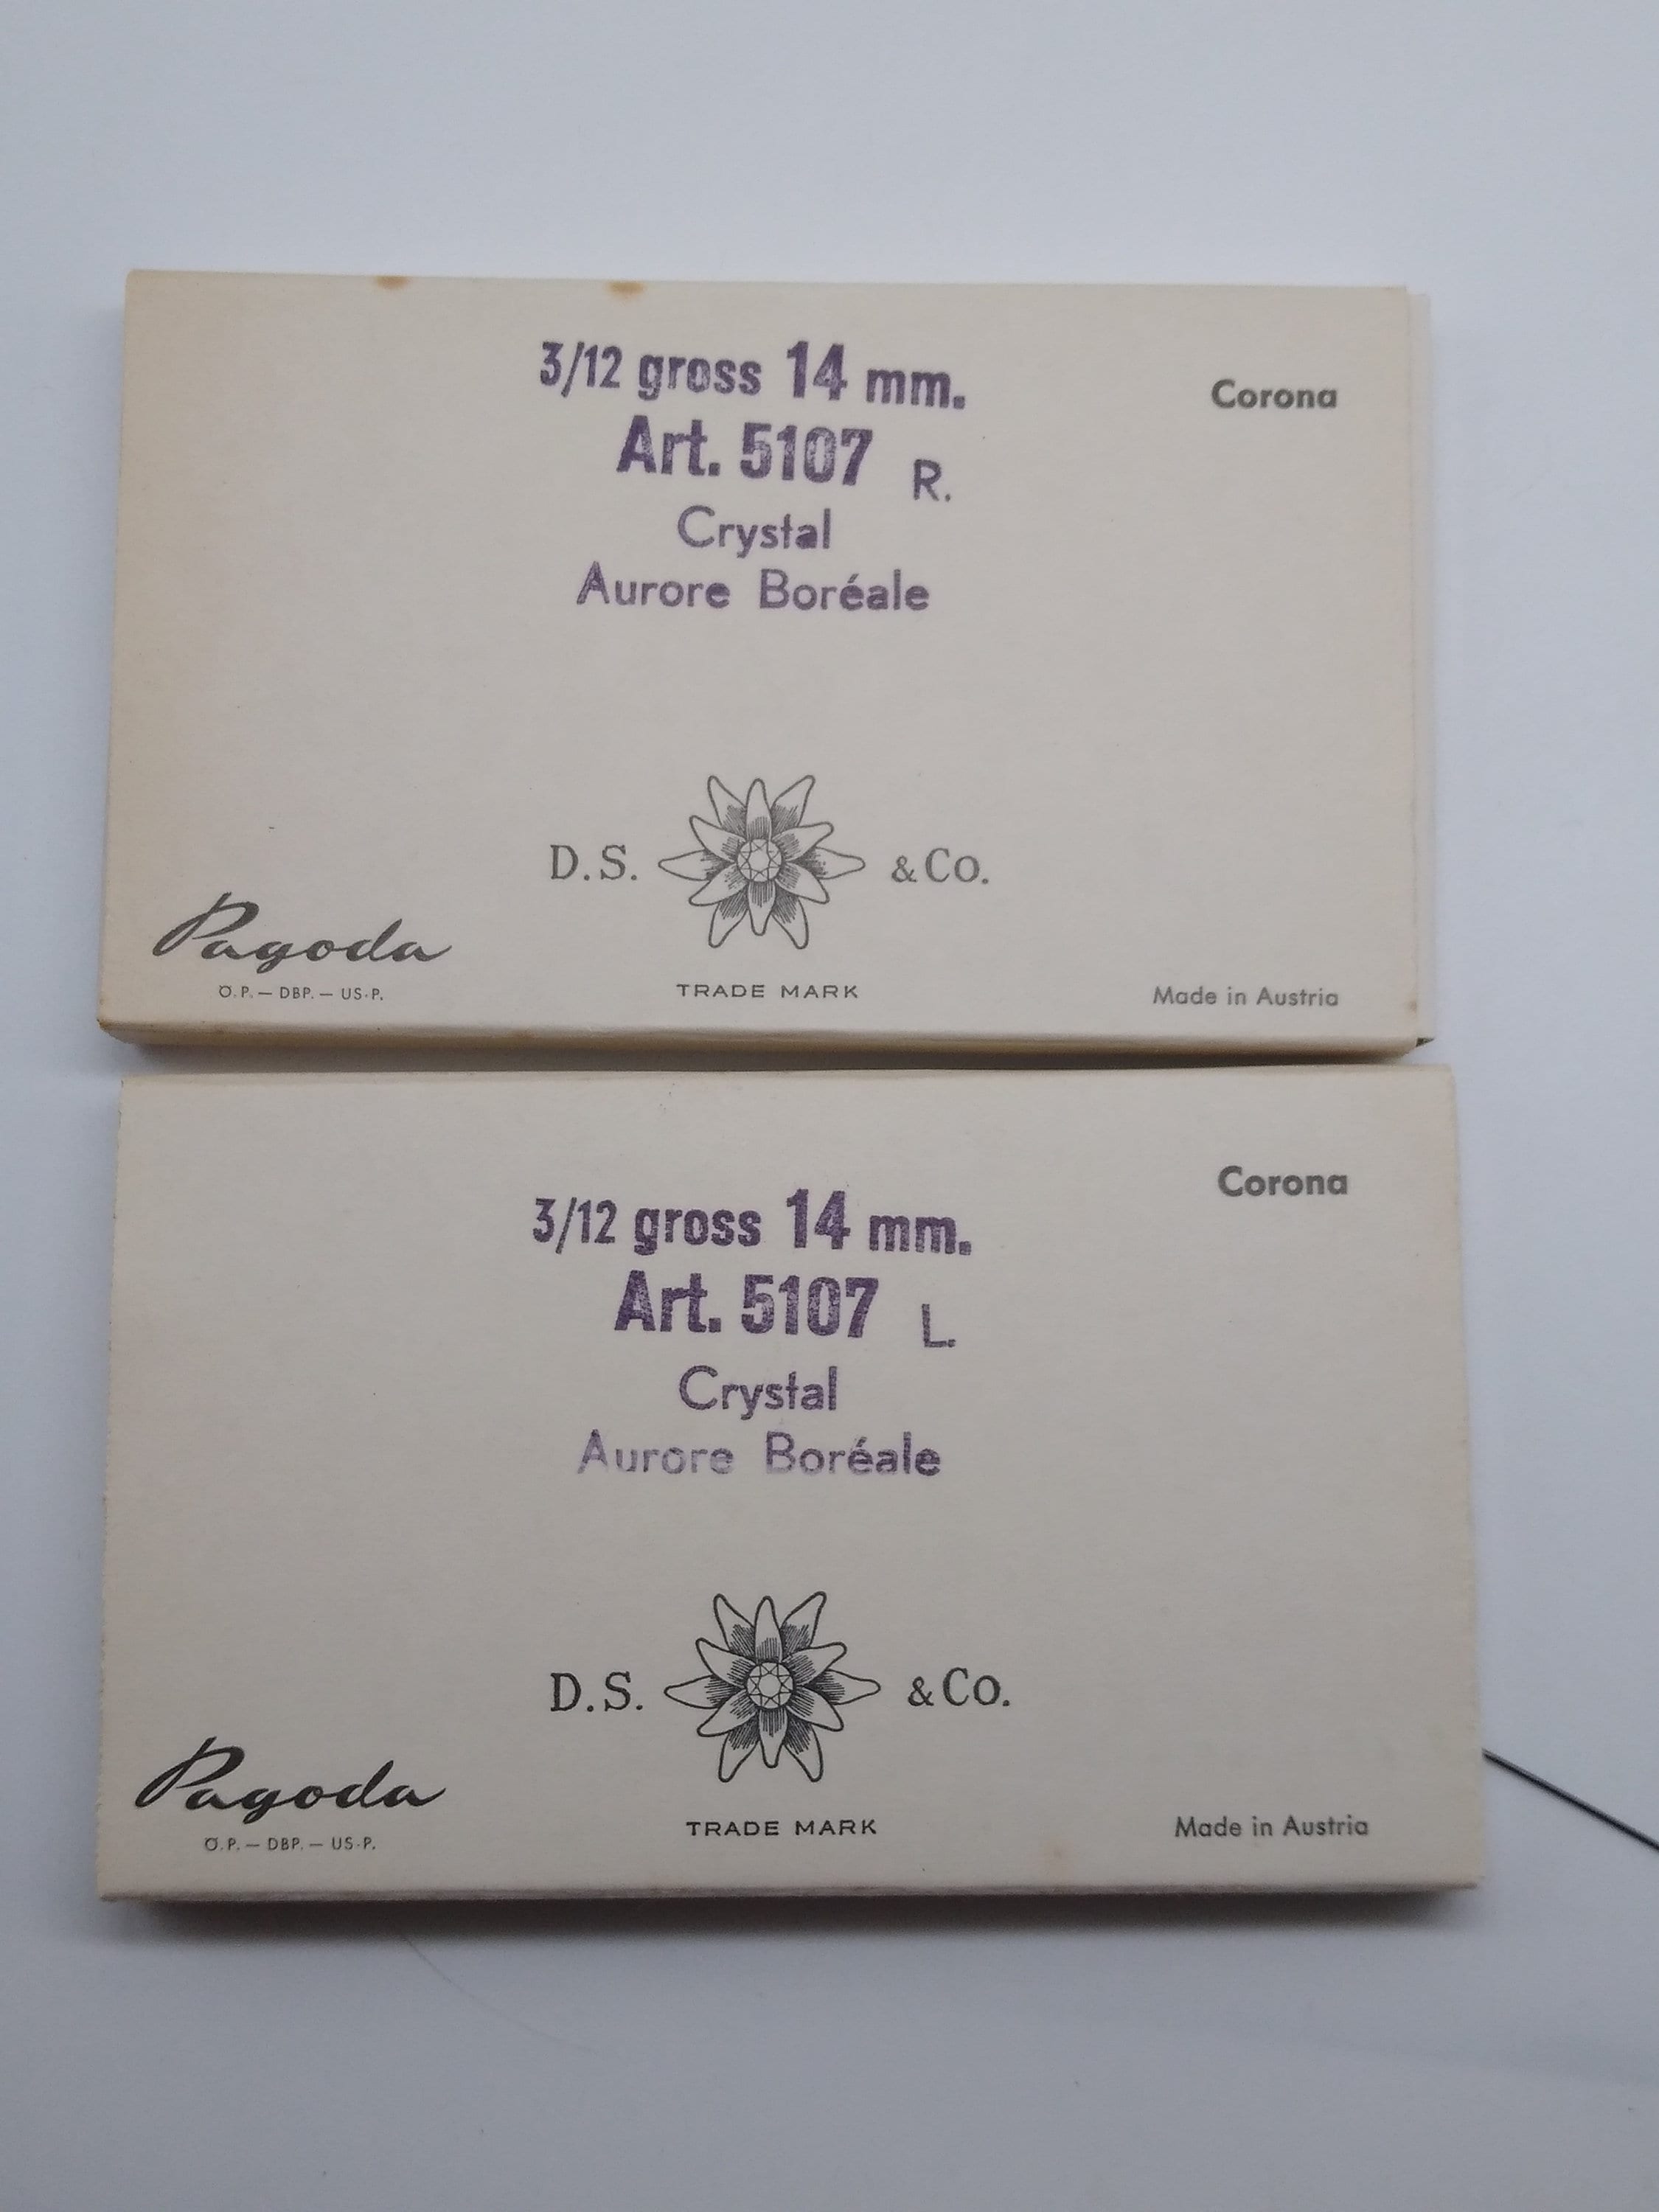 3/12 gross 14 mm.
Corona
Art. 5107 R.
Crystal
Aurore Boréale
D.S. & Co.
Pagoda
Ö.P. — DBP. — US-P.
TRADE MARK
Made in Austria
Corona
3/12 gross 14 mm.
Art. 5107 L.
Crystal
Aurore Boréale
D.S. & Co.
Pagoda
Ö.P. — DBP. — US-P.
TRADE MARK
Made in Austria